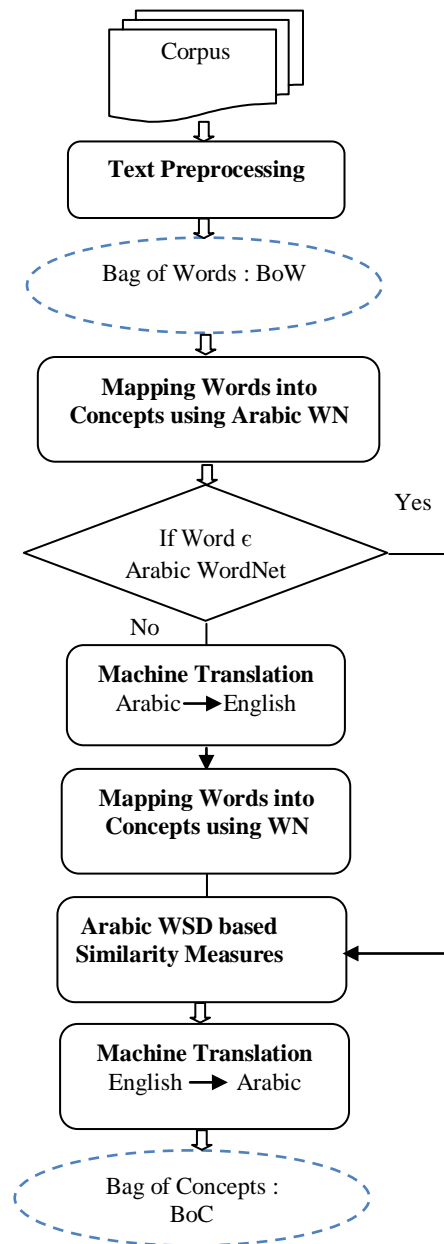 Corpus
Text Preprocessing
Bag of Words : BoW
Mapping Words into
Concepts using Arabic WN
Yes
If Word ϵ
Arabic WordNet
No
Machine Translation
Arabic → English
Mapping Words into
Concepts using WN
Arabic WSD based
Similarity Measures
Machine Translation
English → Arabic
Bag of Concepts :
BoC